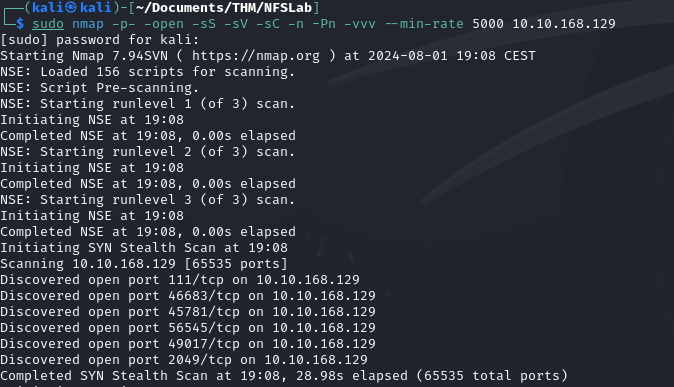 ┌──(kali㉿kali)-[~/Documents/THM/NFSLab]
└─$ sudo nmap -p- -open -sS -sV -sC -n -Pn -vvv --min-rate 5000 10.10.168.129
[sudo] password for kali:
Starting Nmap 7.94SVN ( https://nmap.org ) at 2024-08-01 19:08 CEST
NSE: Loaded 156 scripts for scanning.
NSE: Script Pre-scanning.
NSE: Starting runlevel 1 (of 3) scan.
Initiating NSE at 19:08
Completed NSE at 19:08, 0.00s elapsed
NSE: Starting runlevel 2 (of 3) scan.
Initiating NSE at 19:08
Completed NSE at 19:08, 0.00s elapsed
NSE: Starting runlevel 3 (of 3) scan.
Initiating NSE at 19:08
Completed NSE at 19:08, 0.00s elapsed
Initiating SYN Stealth Scan at 19:08
Scanning 10.10.168.129 [65535 ports]
Discovered open port 111/tcp on 10.10.168.129
Discovered open port 46683/tcp on 10.10.168.129
Discovered open port 45781/tcp on 10.10.168.129
Discovered open port 56545/tcp on 10.10.168.129
Discovered open port 49017/tcp on 10.10.168.129
Discovered open port 2049/tcp on 10.10.168.129
Completed SYN Stealth Scan at 19:08, 28.98s elapsed (65535 total ports)